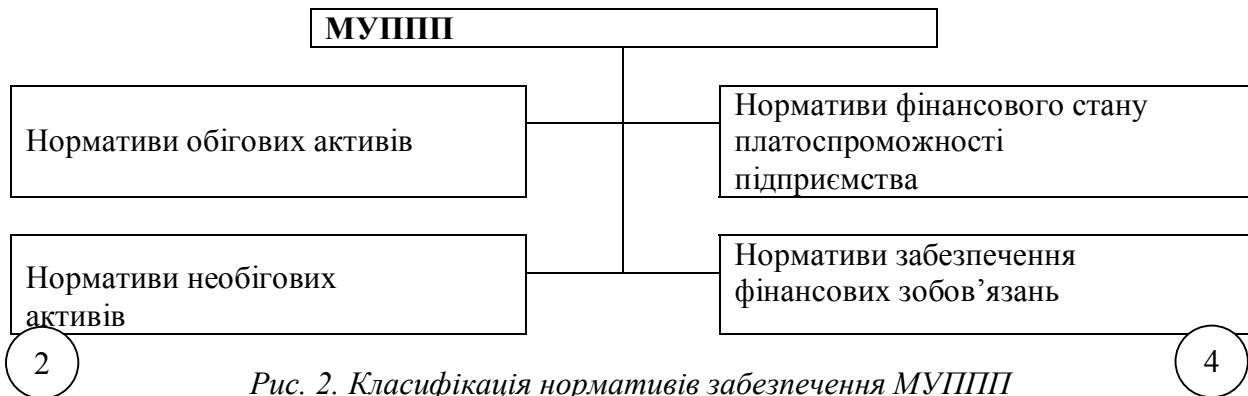 МУППП
Нормативи обігових активів
Нормативи фінансового стану
платоспроможності
підприємства
Нормативи необігових
активів
Нормативи забезпечення
фінансових зобов’язань
2
4
Рис. 2. Класифікація нормативів забезпечення МУППП